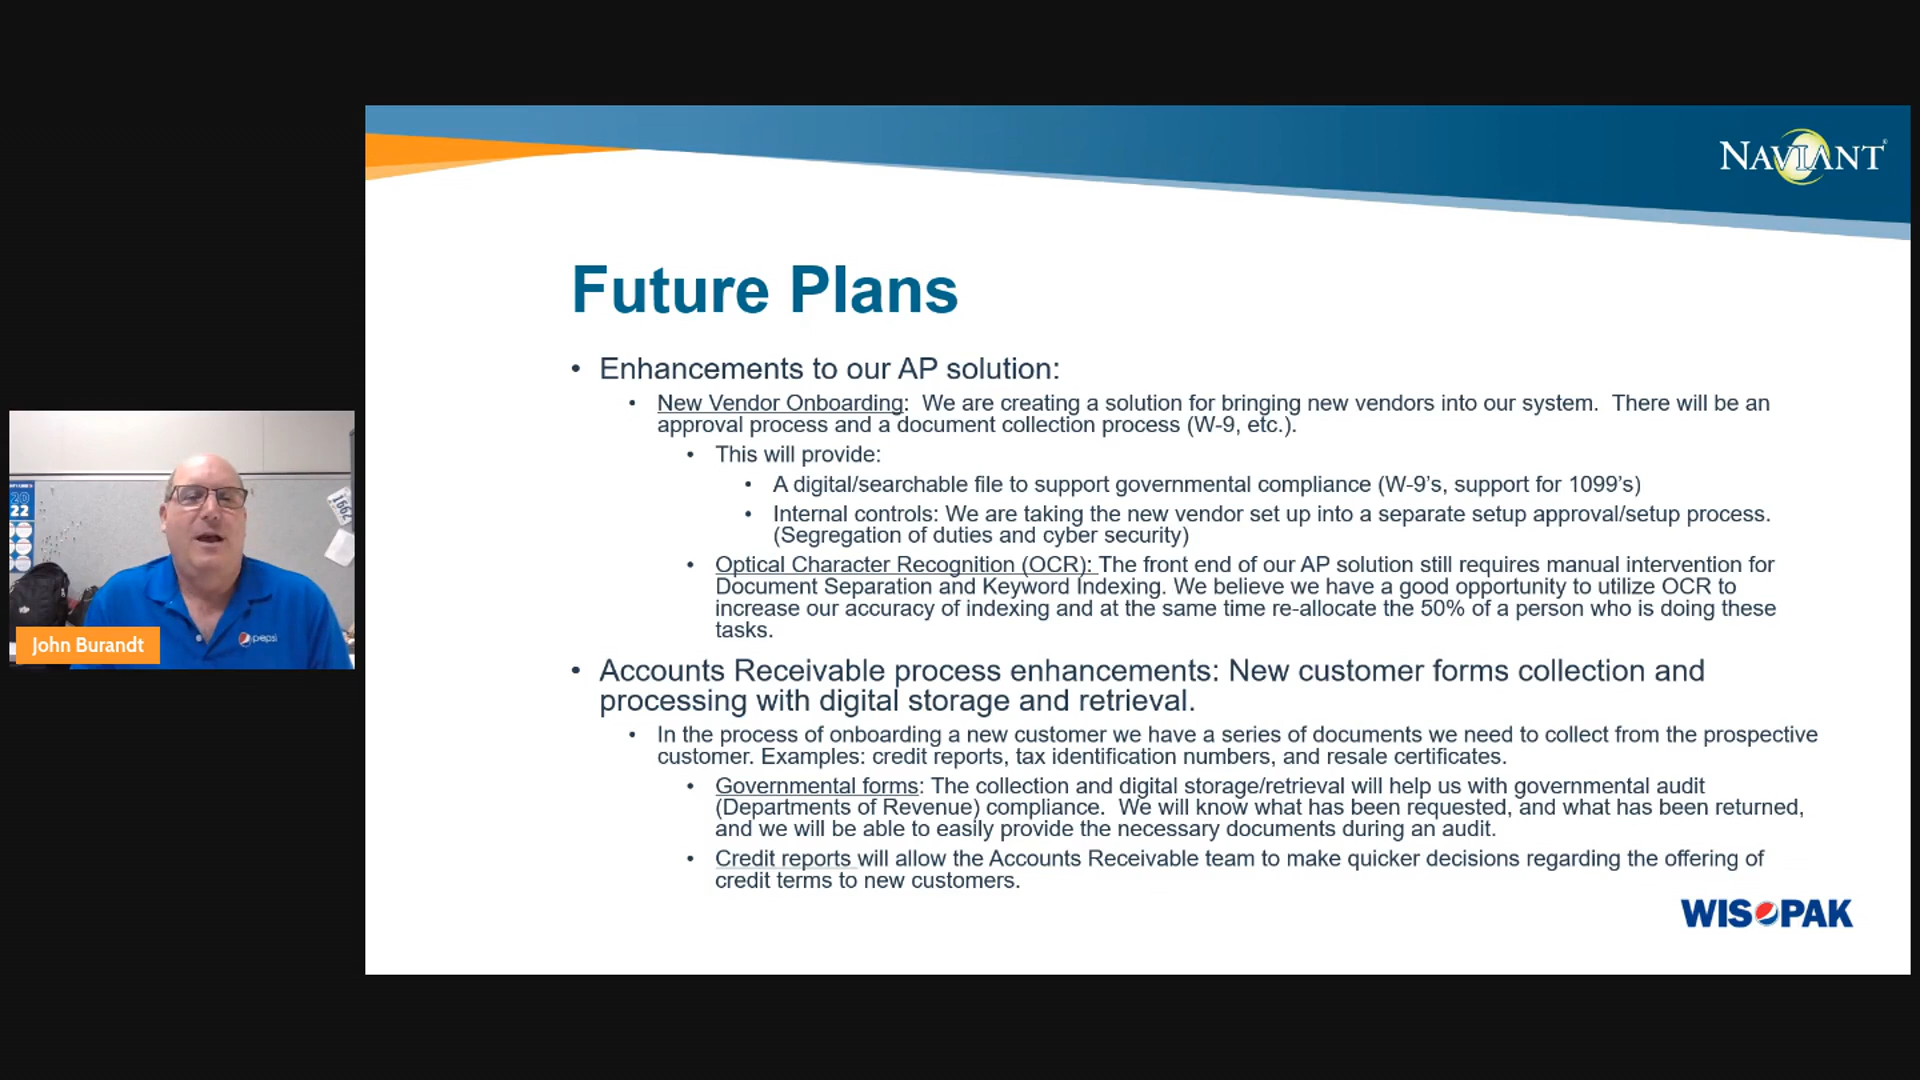 NAVIANT
Future Plans
• Enhancements to our AP solution:
• New Vendor Onboarding:  We are creating a solution for bringing new vendors into our system.  There will be an
approval process and a document collection process (W-9, etc.).
• This will provide:
• A digital/searchable file to support governmental compliance (W-9’s, support for 1099’s)
• Internal controls: We are taking the new vendor set up into a separate setup approval/setup process.
(Segregation of duties and cyber security)
• Optical Character Recognition (OCR): The front end of our AP solution still requires manual intervention for
Document Separation and Keyword Indexing. We believe we have a good opportunity to utilize OCR to
increase our accuracy of indexing and at the same time re-allocate the 50% of a person who is doing these
tasks.
• Accounts Receivable process enhancements: New customer forms collection and
processing with digital storage and retrieval.
• In the process of onboarding a new customer we have a series of documents we need to collect from the prospective
customer. Examples: credit reports, tax identification numbers, and resale certificates.
• Governmental forms: The collection and digital storage/retrieval will help us with governmental audit
(Departments of Revenue) compliance.  We will know what has been requested, and what has been returned,
and we will be able to easily provide the necessary documents during an audit.
• Credit reports will allow the Accounts Receivable team to make quicker decisions regarding the offering of
credit terms to new customers.
WIS PAK
20
22
1662
pepsi
John Burandt